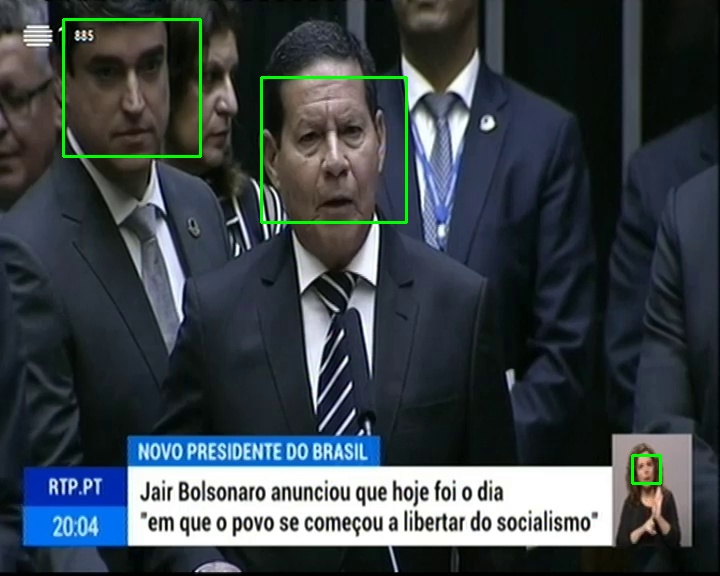 885
NOVO PRESIDENTE DO BRASIL
RTP.PT
Jair Bolsonaro anunciou que hoje foi o dia
20:04
"em que o povo se começou a libertar do socialismo"